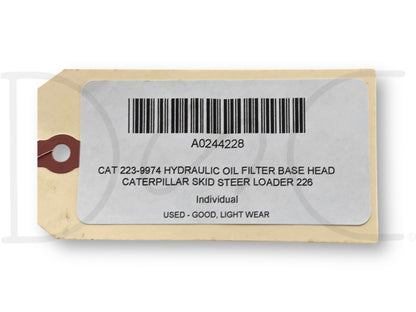 A0244228
CAT 223-9974 HYDRAULIC OIL FILTER BASE HEAD
CATERPILLAR SKID STEER LOADER 226
Individual
USED - GOOD, LIGHT WEAR